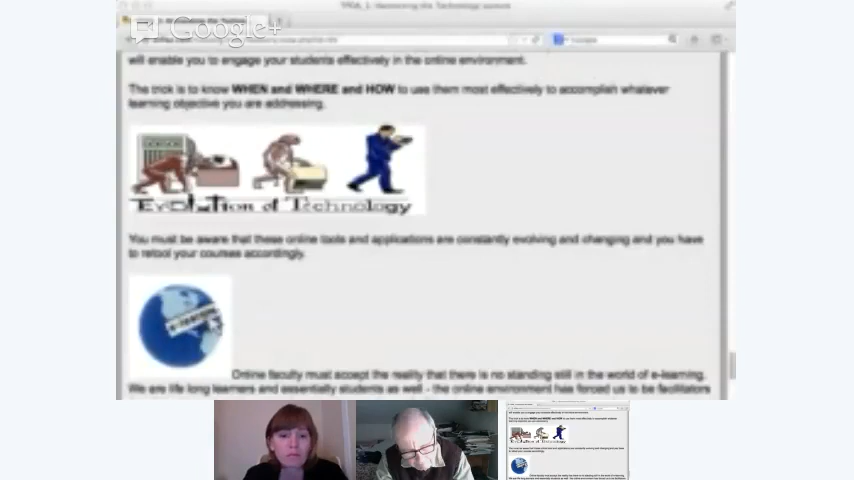 Google+
will enable you to engage your students effectively in the online environment.
The trick is to know WHEN and WHERE and HOW to use them most effectively to accomplish whatever
learning objective you are addressing.
Evolution of Technology
You must be aware that these online tools and applications are constantly evolving and changing and you have
to retool your courses accordingly.
Online faculty must accept the reality that there is no standing still in the world of e-learning.
We are life long learners and essentially students as well - the online environment has forced us to be facilitators